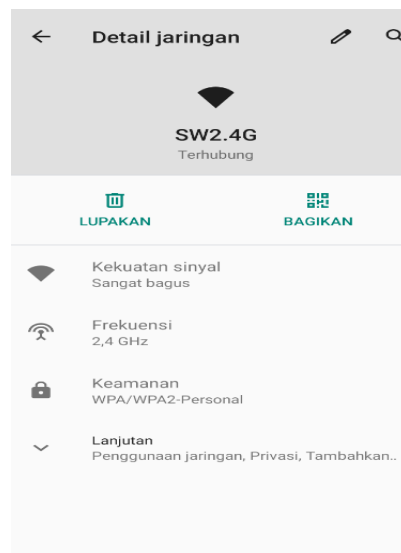 Detail jaringan
SW2.4G
Terhubung
LUPAKAN
BAGIKAN
Kekuatan sinyal
Sangat bagus
Frekuensi
2,4 GHz
Keamanan
WPA/WPA2-Personal
Lanjutan
Penggunaan jaringan, Privasi, Tambahkan..